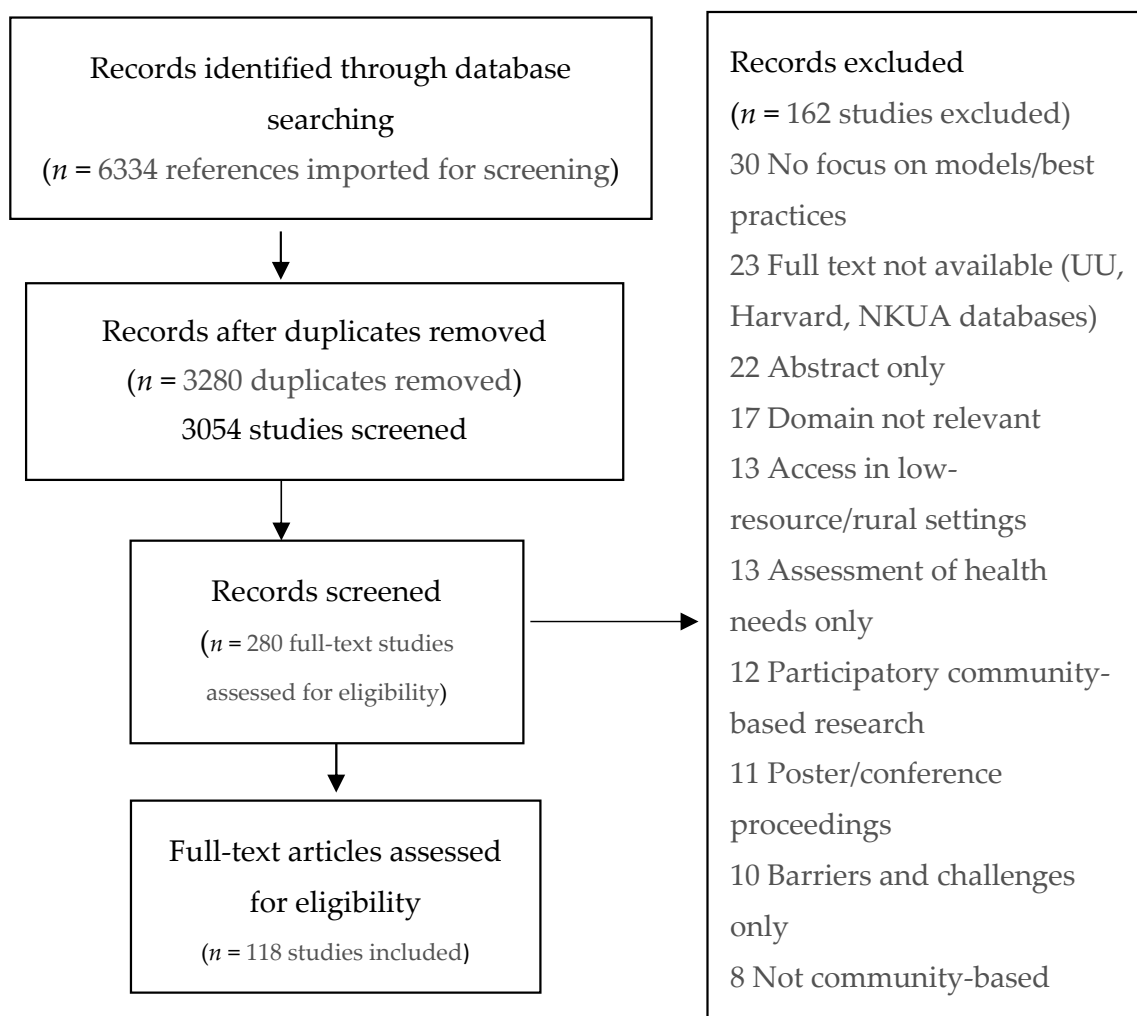 Records identified through database
searching
(n = 6334 references imported for screening)
Records after duplicates removed
(n = 3280 duplicates removed)
3054 studies screened
Records screened
(n = 280 full-text studies
assessed for eligibility)
Full-text articles assessed
for eligibility
(n = 118 studies included)
Records excluded
(n = 162 studies excluded)
30 No focus on models/best
practices
23 Full text not available (UU,
Harvard, NKUA databases)
22 Abstract only
17 Domain not relevant
13 Access in low-
resource/rural settings
13 Assessment of health
needs only
12 Participatory community-
based research
11 Poster/conference
proceedings
10 Barriers and challenges
only
8 Not community-based